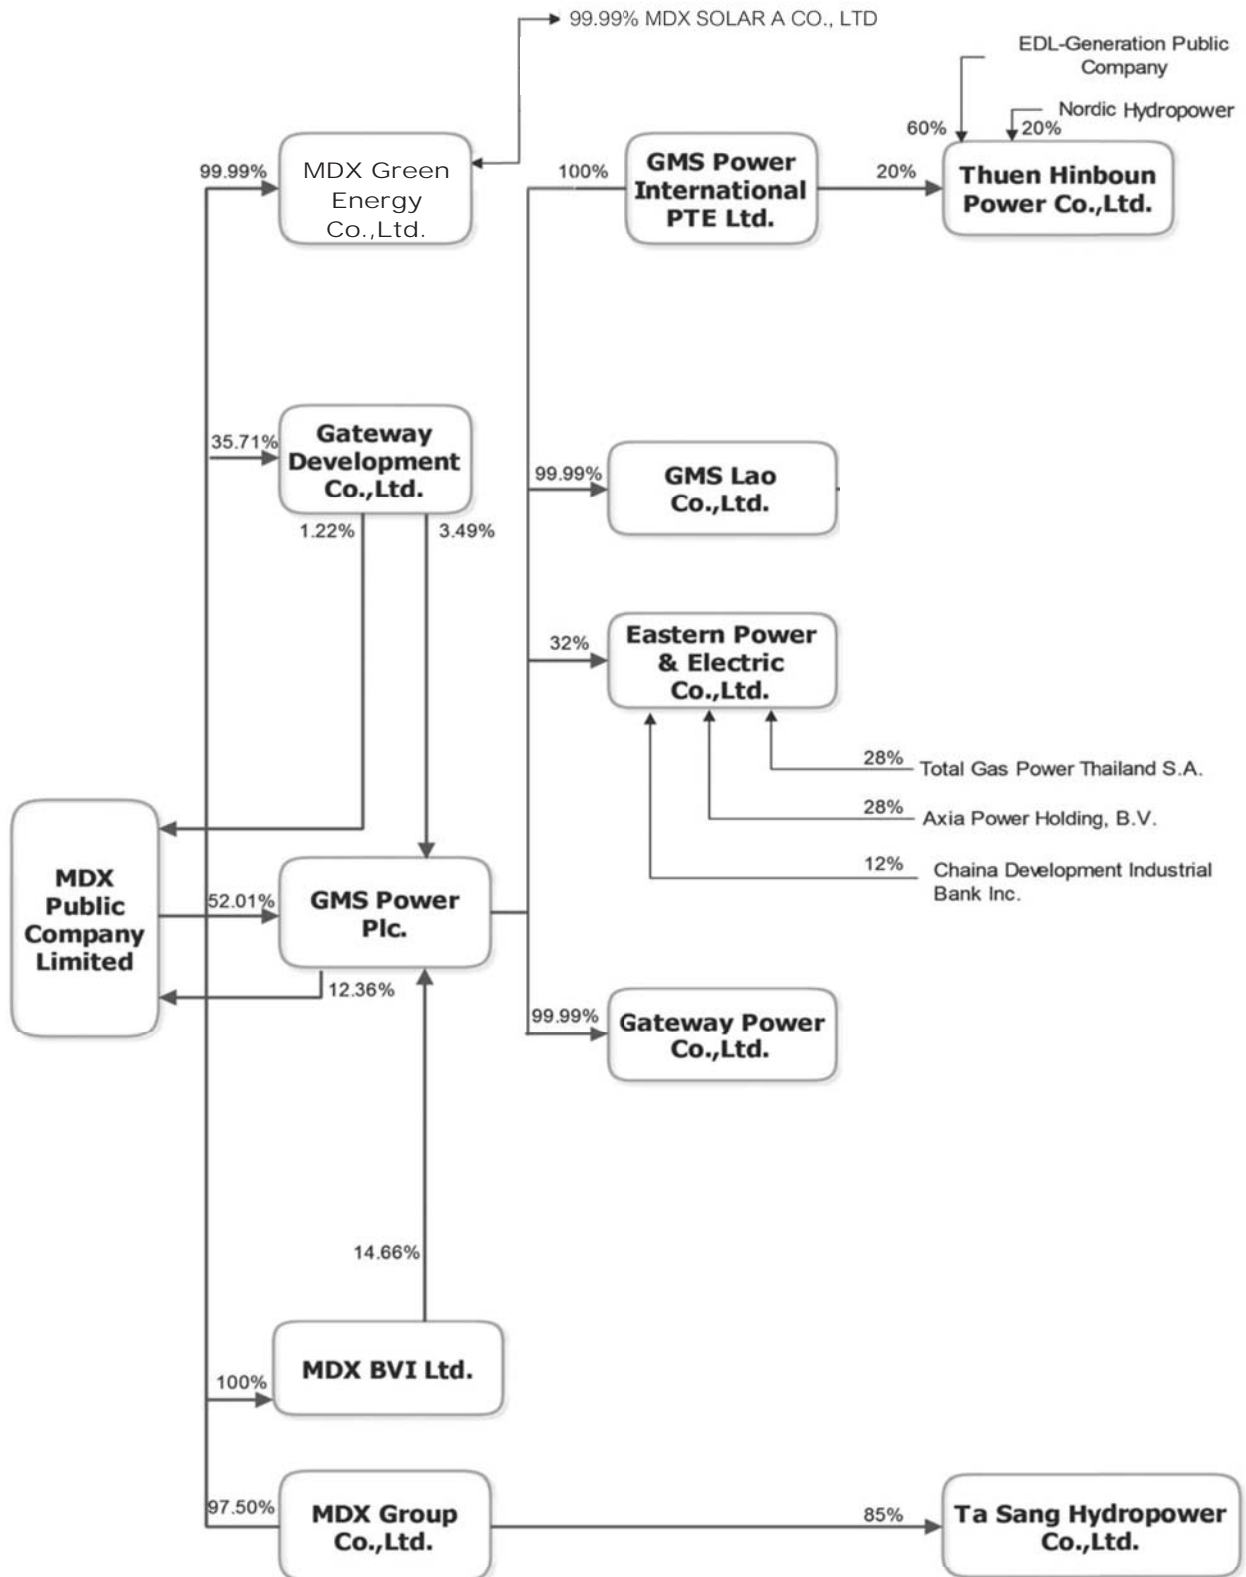 99.99% MDX SOLAR A CO., LTD
EDL-Generation Public
Company
Nordic Hydropower
60%
20%
99.99%
MDX Green
Energy
Co.,Ltd.
100%
GMS Power
International
PTE Ltd.
20%
Thuen Hinboun
Power Co.,Ltd.
35.71%
Gateway
Development
Co.,Ltd.
1.22%
3.49%
99.99%
GMS Lao
Co.,Ltd.
32%
Eastern Power
& Electric
Co.,Ltd.
28%
Total Gas Power Thailand S.A.
28%
Axia Power Holding, B.V.
12%
Chaina Development Industrial
Bank Inc.
MDX
Public
Company
Limited
52.01%
GMS Power
Plc.
12.36%
99.99%
Gateway Power
Co.,Ltd.
14.66%
100%
MDX BVI Ltd.
97.50%
MDX Group
Co.,Ltd.
85%
Ta Sang Hydropower
Co.,Ltd.